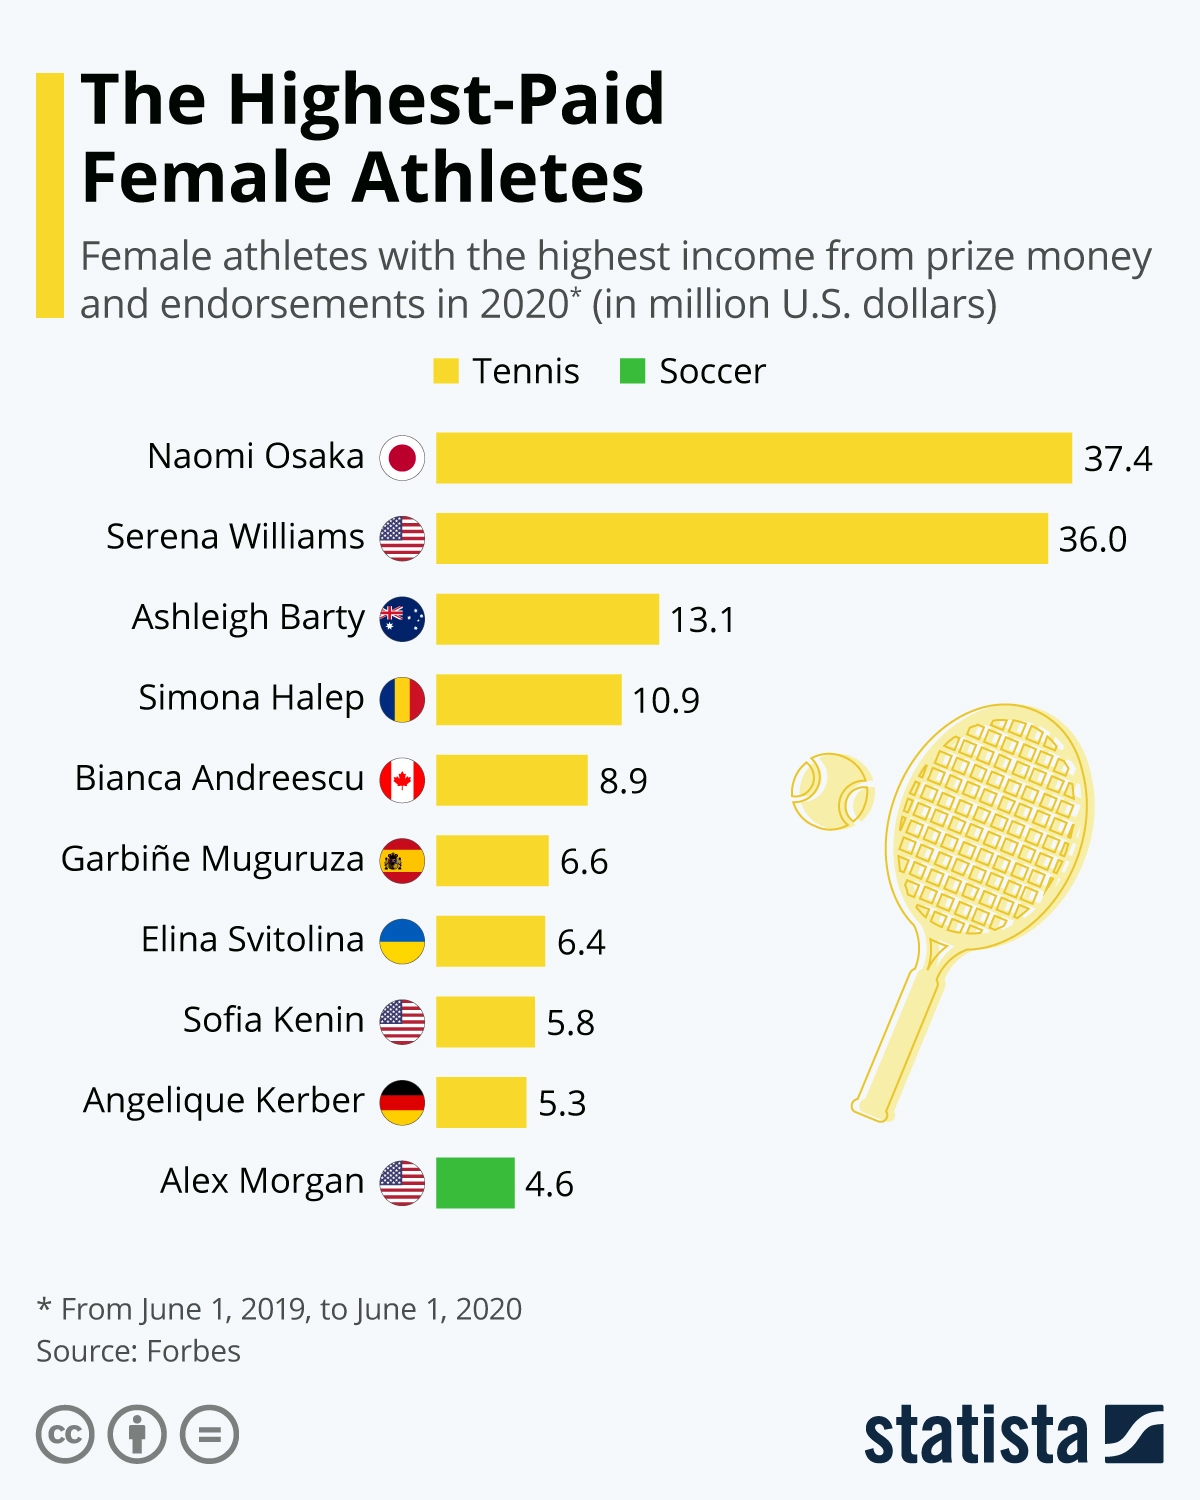 The Highest-Paid
Female Athletes
Female athletes with the highest income from prize money
and endorsements in 2020* (in million U.S. dollars)
Tennis Soccer
Naomi Osaka 37.4
Serena Williams 36.0
Ashleigh Barty 13.1
Simona Halep 10.9
Bianca Andreescu 8.9
Garbiñe Muguruza 6.6
Elina Svitolina 6.4
Sofia Kenin 5.8
Angelique Kerber 5.3
Alex Morgan 4.6
* From June 1, 2019, to June 1, 2020
Source: Forbes
cc = statista